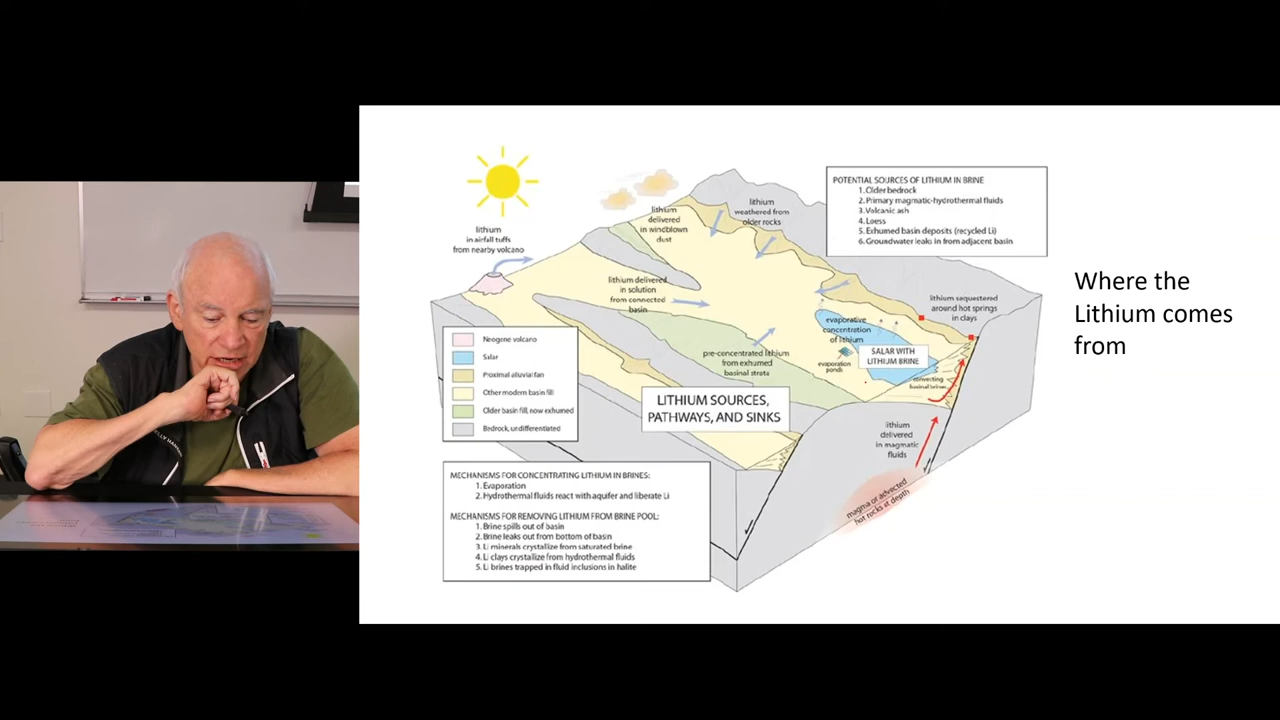 lithium
in airfall tuffs
from nearby volcano
lithium
delivered
in windblown
dust
lithium
weathered from
older rocks
POTENTIAL SOURCES OF LITHIUM IN BRINE
1. Older bedrock
2. Primary magmatic-hydrothermal fluids
3. Volcanic ash
4. Loess
5. Exhumed basin deposits (recycled Li)
6. Groundwater leaks in from adjacent basin
Where the
Lithium comes
from
lithium delivered
in solution
from connected
basin
lithium sequestered
around hot springs
in clays
evaporative
concentration
of lithium
evaporation
ponds
SALAR WITH
LITHIUM BRINE
convecting
basinal brines
pre-concentrated lithium
from exhumed
basinal strata
Neogene volcano
Salar
Proximal alluvial fan
Other modern basin fill
Older basin fill, now exhumed
Bedrock, undifferentiated
LITHIUM SOURCES,
PATHWAYS, AND SINKS
lithium
delivered
in magmatic
fluids
magma or advected
hot rocks at depth
MECHANISMS FOR CONCENTRATING LITHIUM IN BRINES:
1. Evaporation
2. Hydrothermal fluids react with aquifer and liberate Li
MECHANISMS FOR REMOVING LITHIUM FROM BRINE POOL:
1. Brine spills out of basin
2. Brine leaks out from bottom of basin
3. Li minerals crystallize from saturated brine
4. Li clays crystallize from hydrothermal fluids
5. Li brines trapped in fluid inclusions in halite